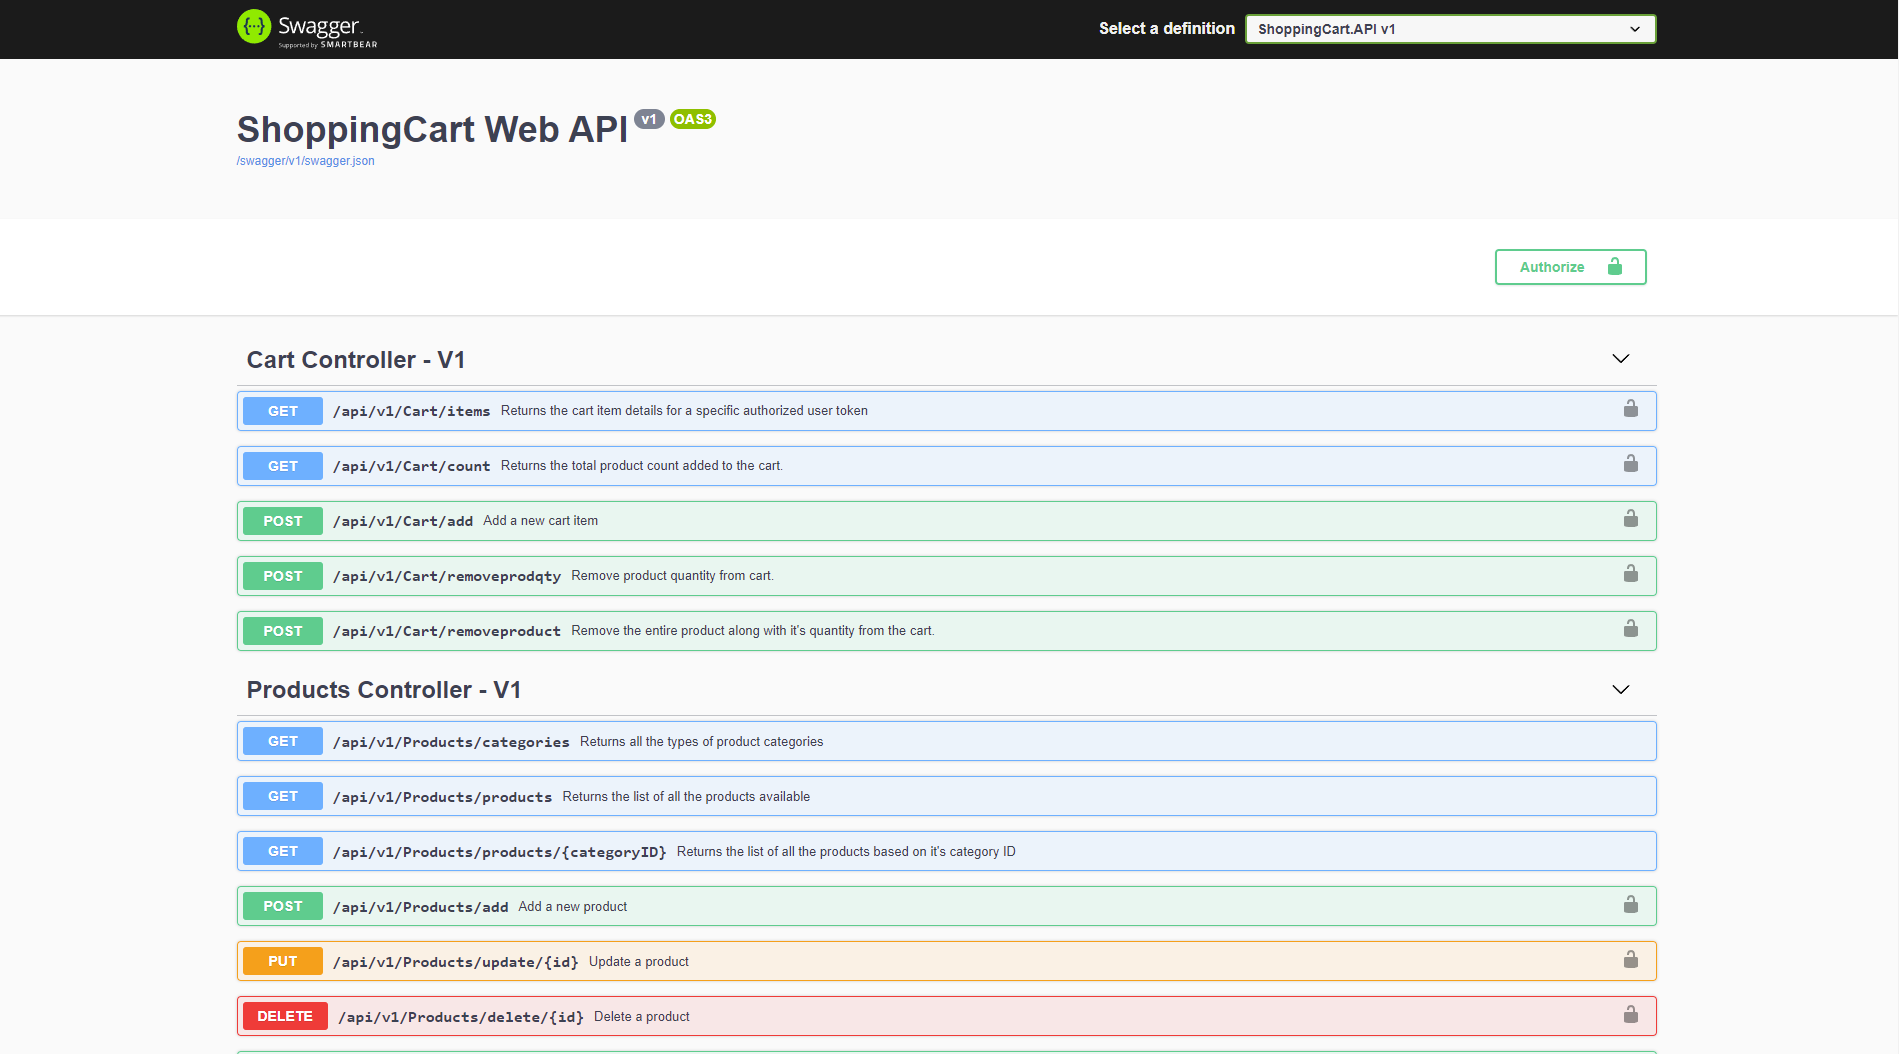 Swagger
Supported by SMARTBEAR
Select a definition
ShoppingCart.API v1
ShoppingCart Web API v1 OAS3
/swagger/v1/swagger.json
Authorize
Cart Controller - V1
GET /api/v1/Cart/items Returns the cart item details for a specific authorized user token
GET /api/v1/Cart/count Returns the total product count added to the cart.
POST /api/v1/Cart/add Add a new cart item
POST /api/v1/Cart/removeprodqty Remove product quantity from cart.
POST /api/v1/Cart/removeproduct Remove the entire product along with it's quantity from the cart.
Products Controller - V1
GET /api/v1/Products/categories Returns all the types of product categories
GET /api/v1/Products/products Returns the list of all the products available
GET /api/v1/Products/products/{categoryID} Returns the list of all the products based on it's category ID
POST /api/v1/Products/add Add a new product
PUT /api/v1/Products/update/{id} Update a product
DELETE /api/v1/Products/delete/{id} Delete a product